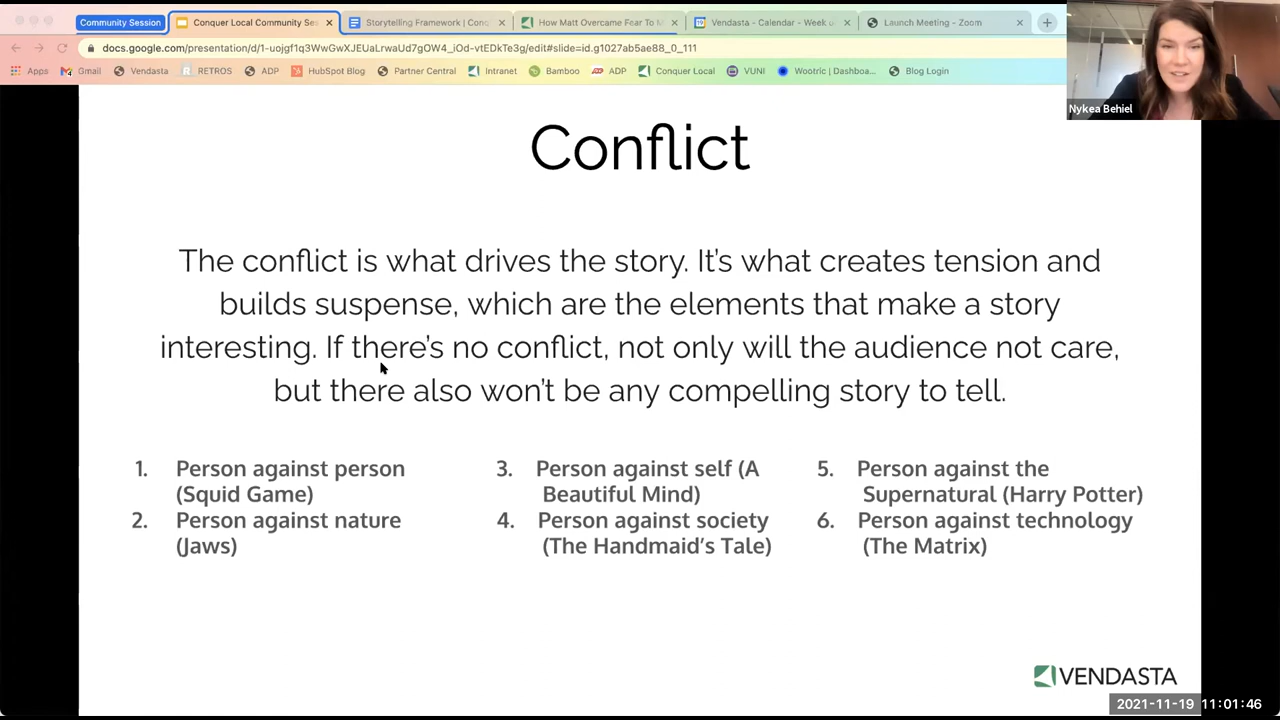 Community Session
Conquer Local Community Ses
Storytelling Framework | Conq
How Matt Overcame Fear To M
Vendasta - Calendar - Week o
Launch Meeting - Zoom
docs.google.com/presentation/d/1-uojgf1q3WwGwXJEUaLrwaUd7gOW4_iOd-vtEDkTe3g/edit#slide=id.g1027ab5ae88_0_111
Apps Gmail Vendasta RETROS ADP HubSpot Blog Partner Central Intranet Bamboo ADP Conquer Local VUNI Wootric | Dashboa... Blog Login
Nykea Behiel
Conflict
The conflict is what drives the story. It's what creates tension and
builds suspense, which are the elements that make a story
interesting. If there's no conflict, not only will the audience not care,
but there also won't be any compelling story to tell.
1. Person against person
(Squid Game)
2. Person against nature
(Jaws)
3. Person against self (A
Beautiful Mind)
4. Person against society
(The Handmaid's Tale)
5. Person against the
Supernatural (Harry Potter)
6. Person against technology
(The Matrix)
VENDASTA
2021-11-19 11:01:46